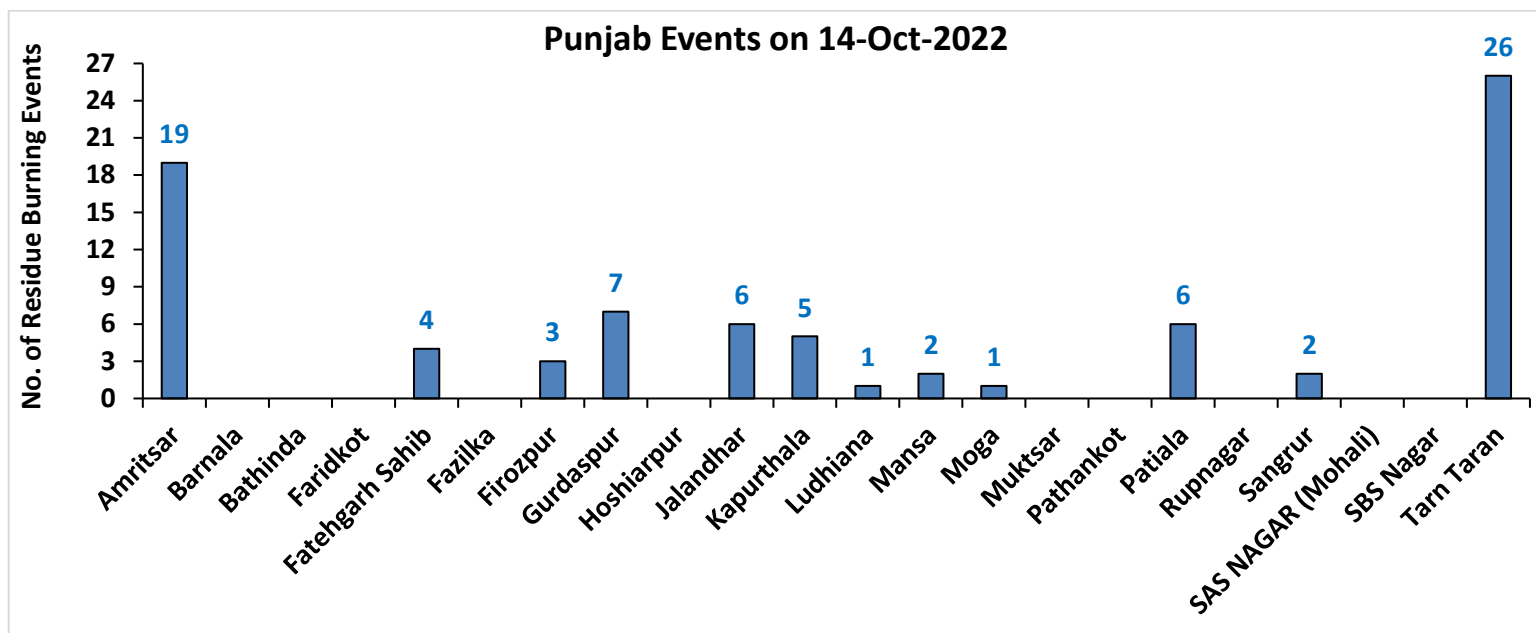 Punjab Events on 14-Oct-2022
No. of Residue Burning Events
27
24
21
18
15
12
9
6
3
0
19
4
3
7
6
5
1
2
1
6
2
26
Amritsar
Barnala
Bathinda
Faridkot
Fatehgarh Sahib
Fazilka
Firozpur
Gurdaspur
Hoshiarpur
Jalandhar
Kapurthala
Ludhiana
Mansa
Moga
Muktsar
Pathankot
Patiala
Rupnagar
Sangrur
SAS NAGAR (Mohali)
SBS Nagar
Tarn Taran